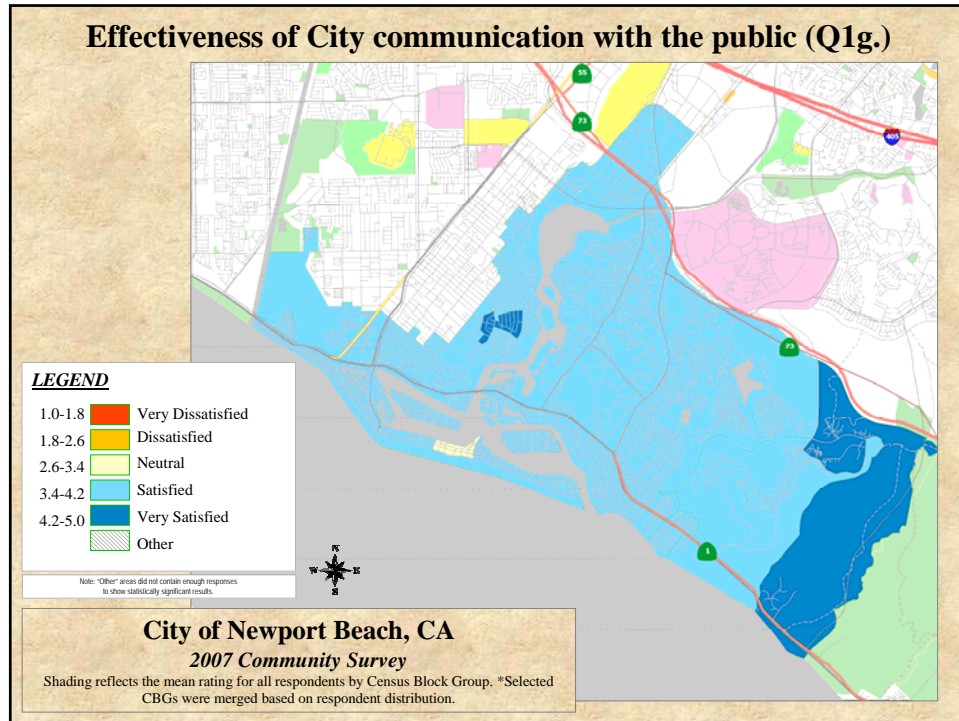 Effectiveness of City communication with the public (Q1g.)
55
73
405
73
1
LEGEND
1.0-1.8 Very Dissatisfied
1.8-2.6 Dissatisfied
2.6-3.4 Neutral
3.4-4.2 Satisfied
4.2-5.0 Very Satisfied
Other
N
W E
S
Note: "Other" areas did not contain enough responses
to show statistically significant results.
City of Newport Beach, CA
2007 Community Survey
Shading reflects the mean rating for all respondents by Census Block Group. *Selected
CBGs were merged based on respondent distribution.